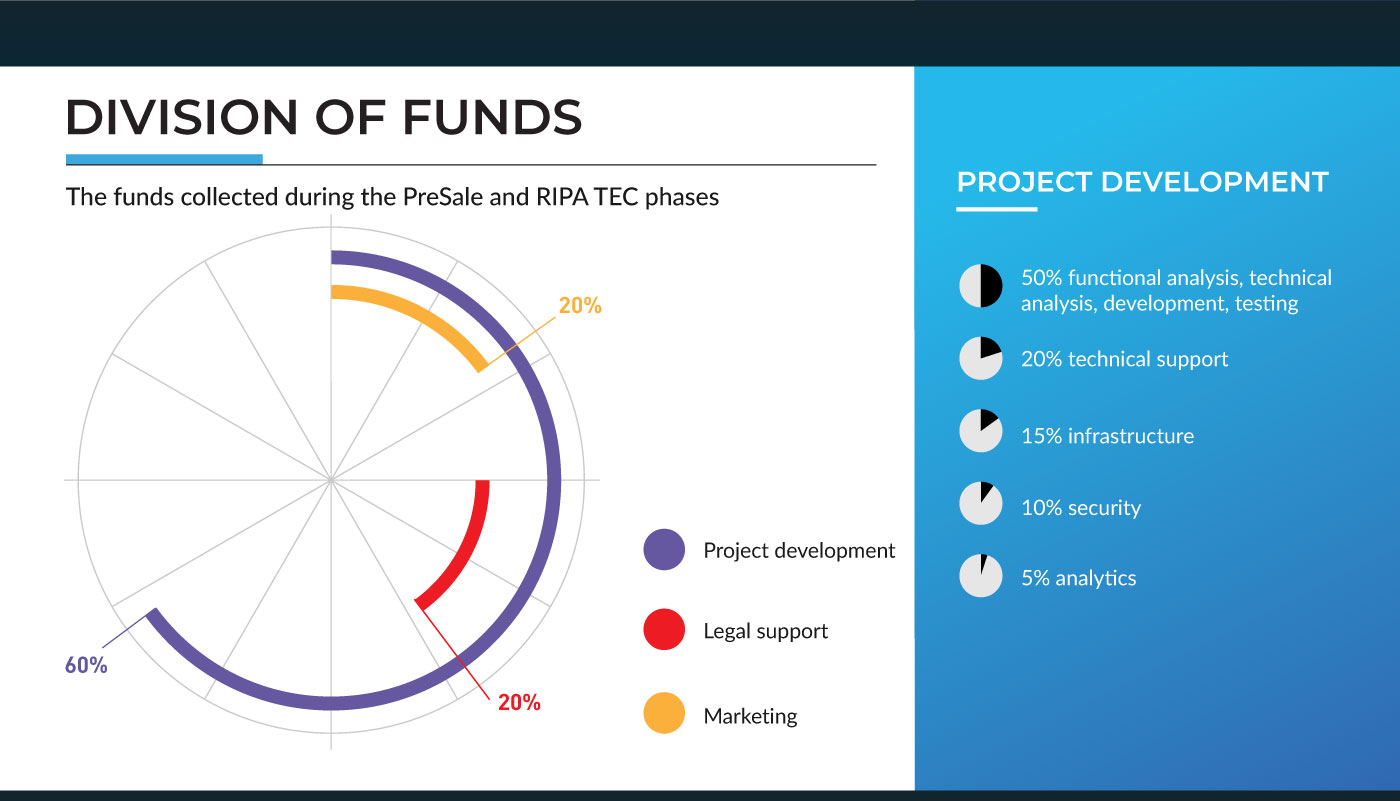 DIVISION OF FUNDS
The funds collected during the PreSale and RIPA TEC phases
20%
60%
20%
Project development
Legal support
Marketing
PROJECT DEVELOPMENT
50% functional analysis, technical
analysis, development, testing
20% technical support
15% infrastructure
10% security
5% analytics